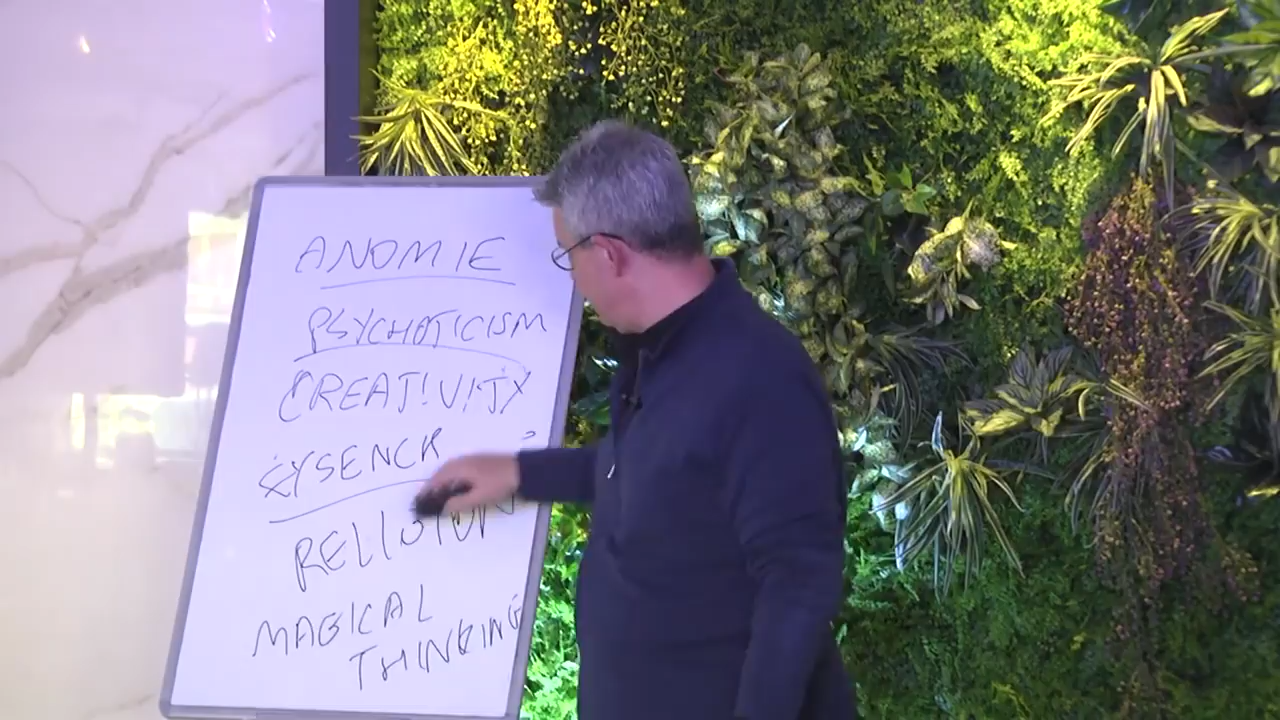 ANOMIE
PSYCHOTICISM
CREATIVITY
EYSENCK
RELIGION
MAGICAL
THINKING